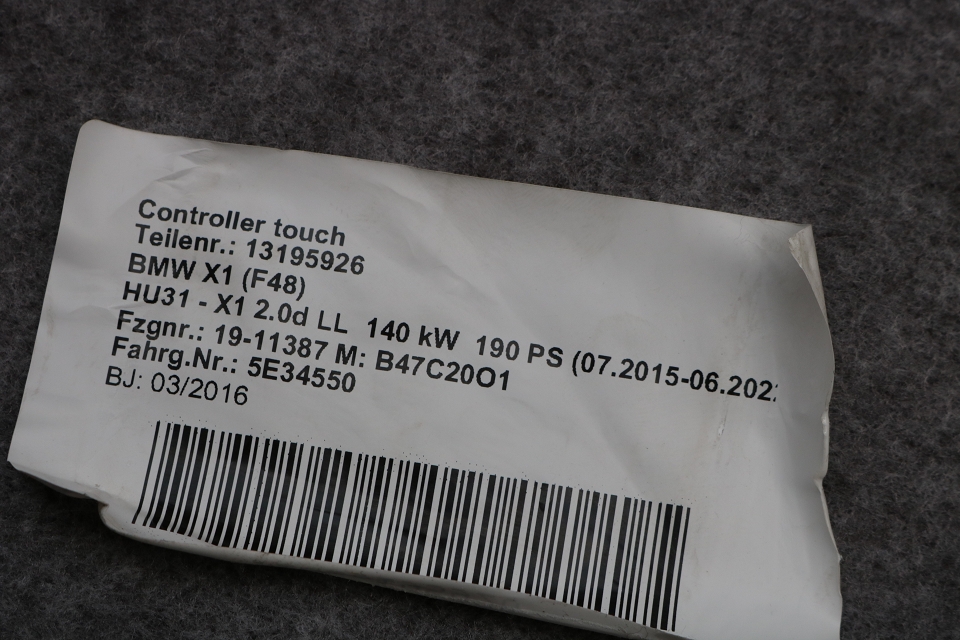 Controller touch
Teilenr.: 13195926
BMW X1 (F48)
HU31 - X1 2.0d LL 140 kW 190 PS (07.2015-06.202
Fzgnr.: 19-11387 M: B47C20O1
Fahrg.Nr.: 5E34550
BJ: 03/2016